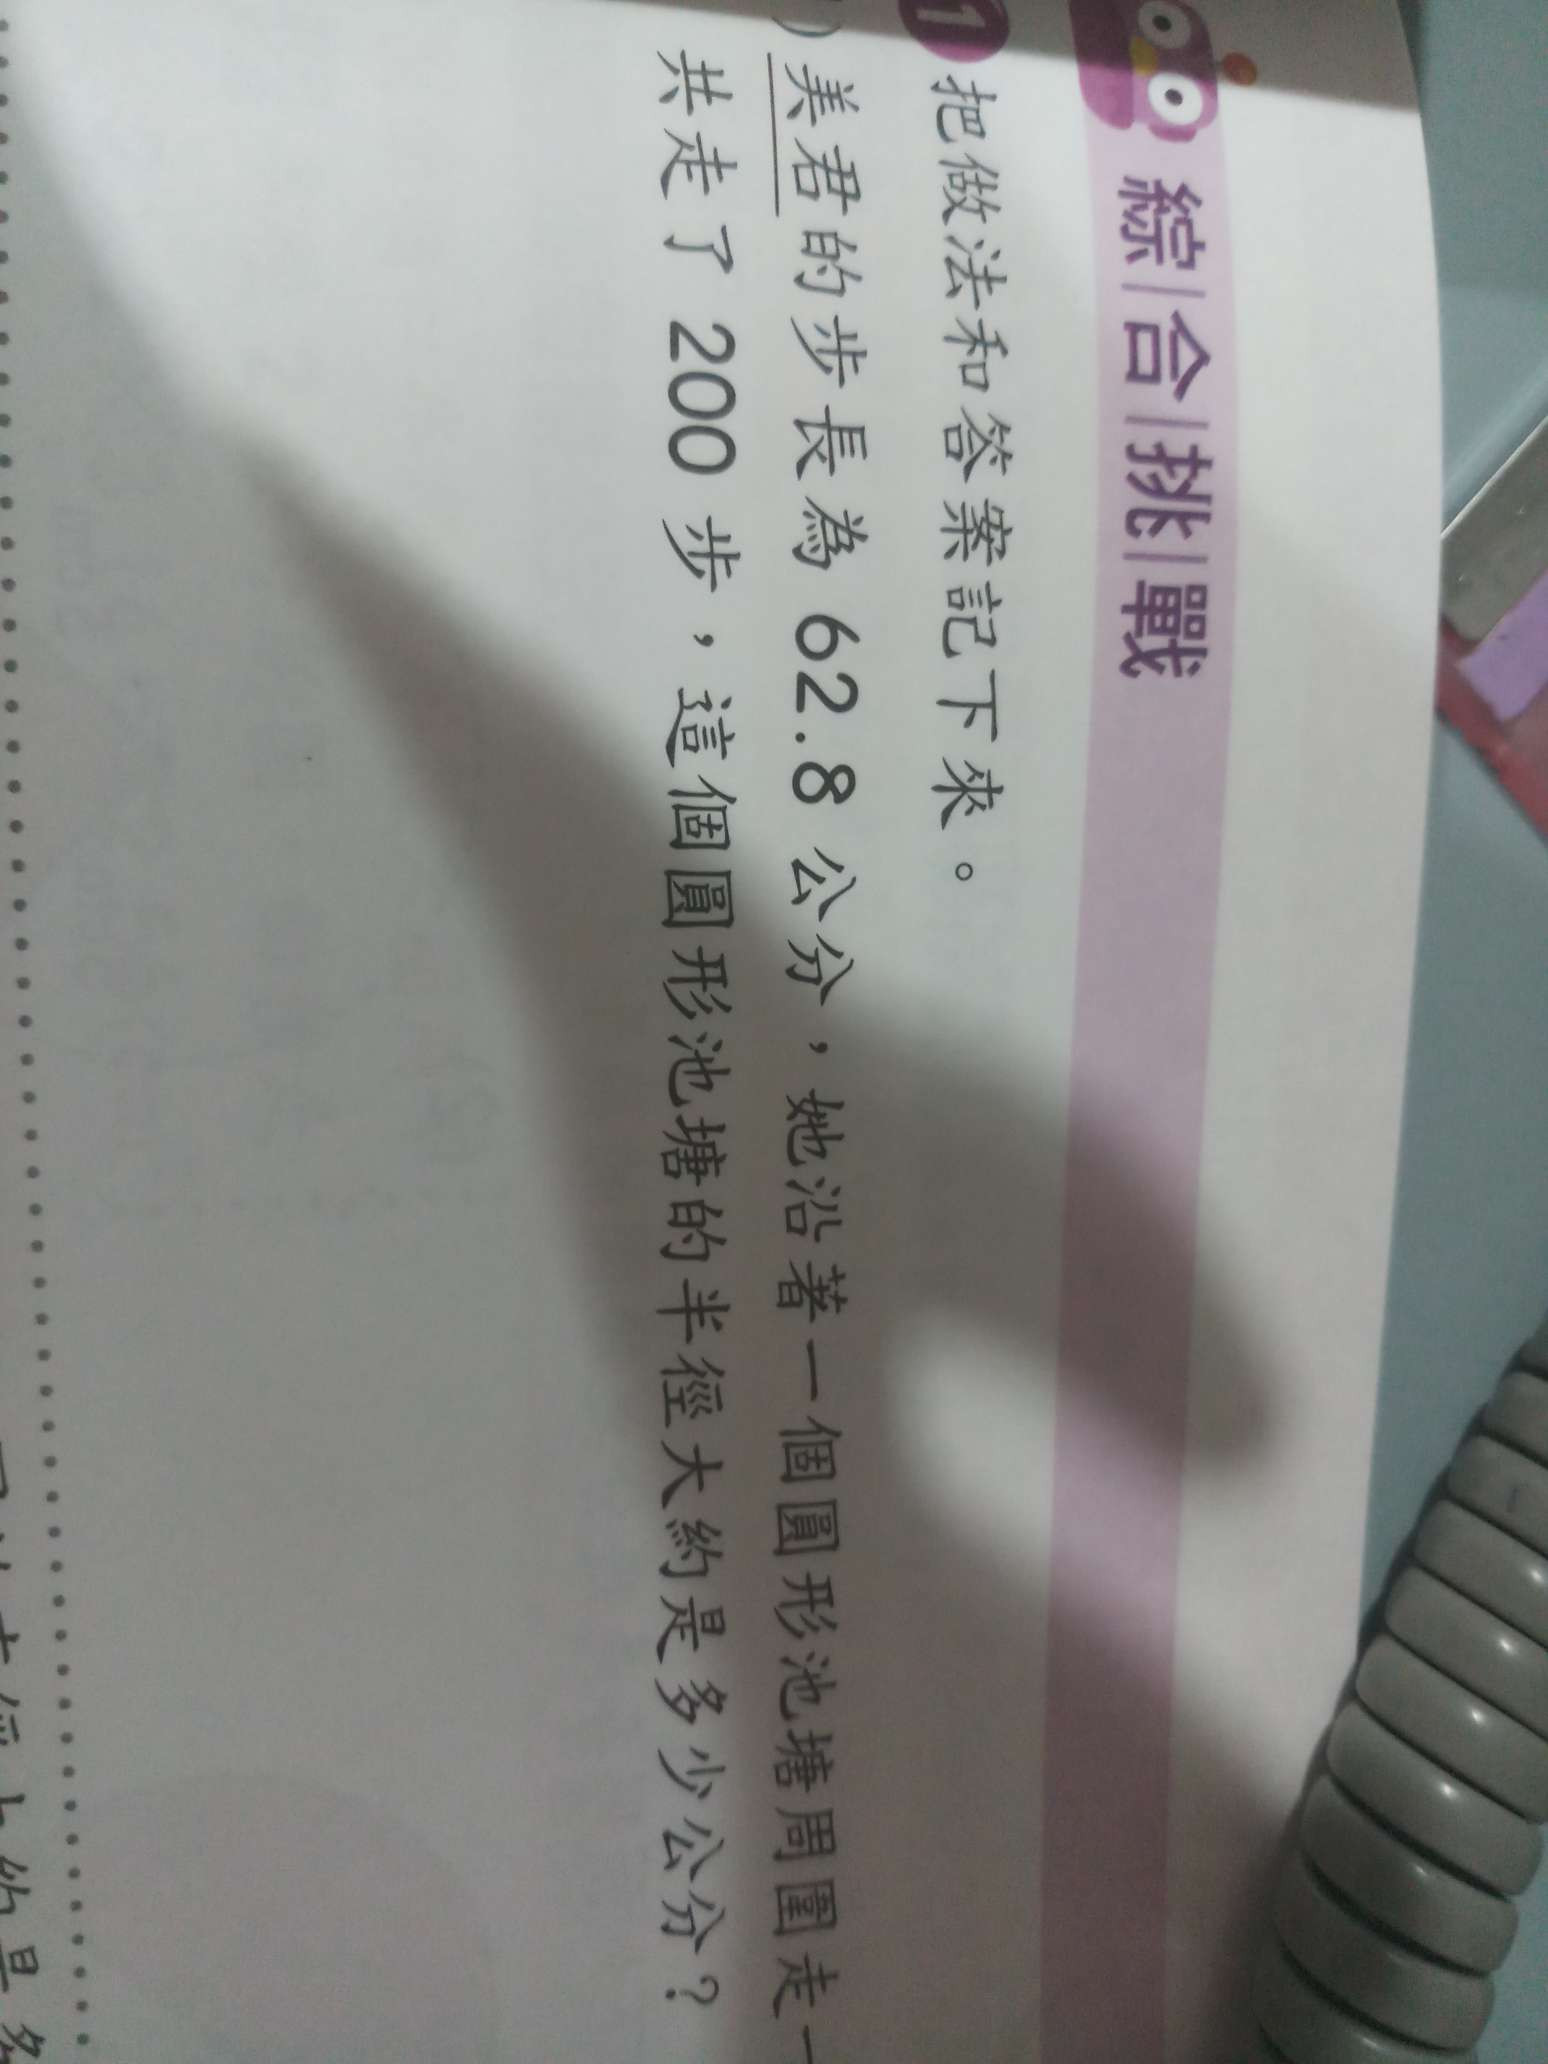 綜合挑戰
1 把做法和答案記下來。
) 美君的步長為 62.8 公分，她沿著一個圓形池塘周圍走一
共走了 200 步，這個圓形池塘的半徑大約是多少公分？